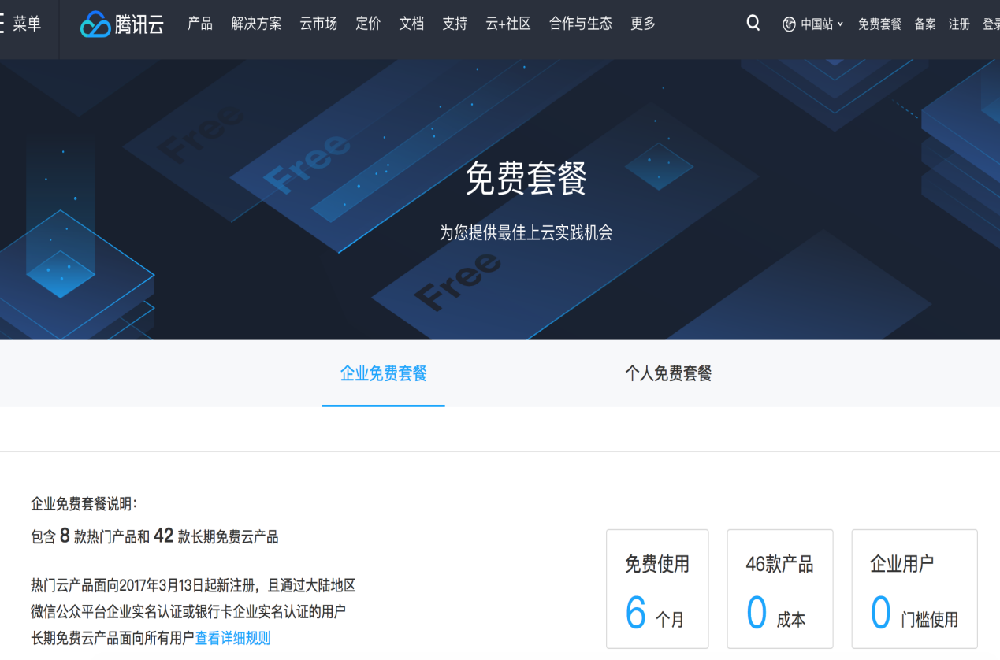 菜单
腾讯云
产品 解决方案 云市场 定价 文档 支持 云+社区 合作与生态 更多
中国站 免费套餐 备案 注册 登录
Free
Free
免费套餐
为您提供最佳上云实践机会
Free
企业免费套餐 个人免费套餐
企业免费套餐说明：
包含 8 款热门产品和 42 款长期免费云产品
热门云产品面向2017年3月13日起新注册，且通过大陆地区
微信公众平台企业实名认证或银行卡企业实名认证的用户
长期免费云产品面向所有用户查看详细规则
免费使用
6 个月
46款产品
0 成本
企业用户
0 门槛使用